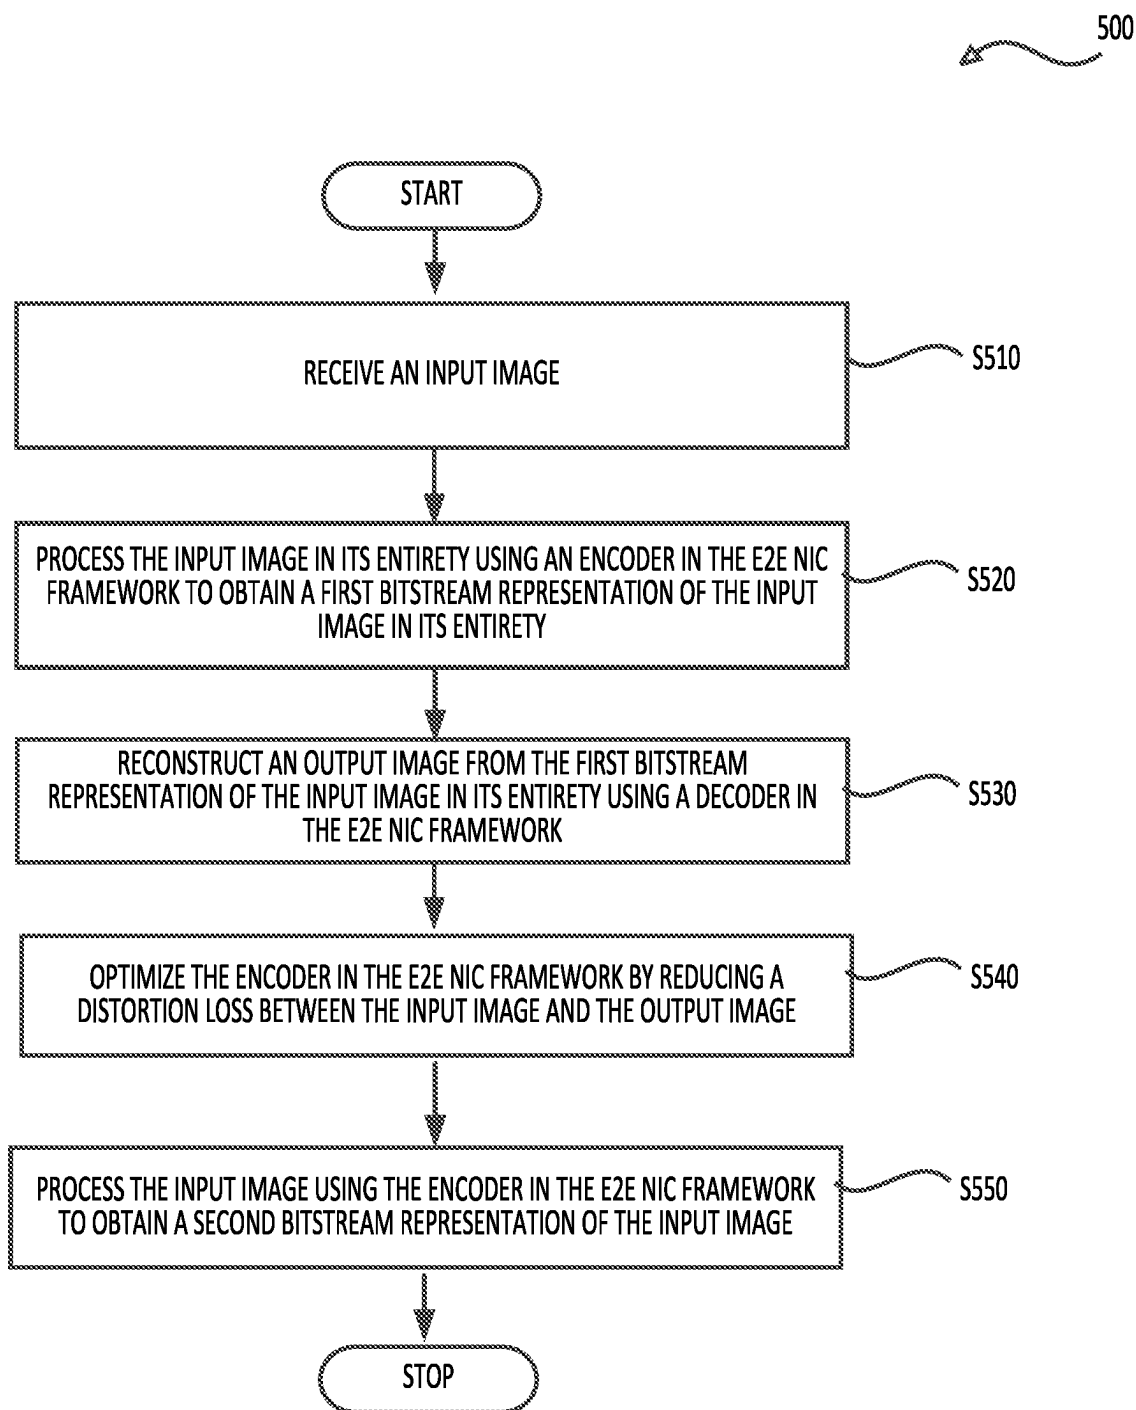 500
START
RECEIVE AN INPUT IMAGE
S510
PROCESS THE INPUT IMAGE IN ITS ENTIRETY USING AN ENCODER IN THE E2E NIC
FRAMEWORK TO OBTAIN A FIRST BITSTREAM REPRESENTATION OF THE INPUT
IMAGE IN ITS ENTIRETY
S520
RECONSTRUCT AN OUTPUT IMAGE FROM THE FIRST BITSTREAM
REPRESENTATION OF THE INPUT IMAGE IN ITS ENTIRETY USING A DECODER IN
THE E2E NIC FRAMEWORK
S530
OPTIMIZE THE ENCODER IN THE E2E NIC FRAMEWORK BY REDUCING A
DISTORTION LOSS BETWEEN THE INPUT IMAGE AND THE OUTPUT IMAGE
S540
PROCESS THE INPUT IMAGE USING THE ENCODER IN THE E2E NIC FRAMEWORK
TO OBTAIN A SECOND BITSTREAM REPRESENTATION OF THE INPUT IMAGE
S550
STOP